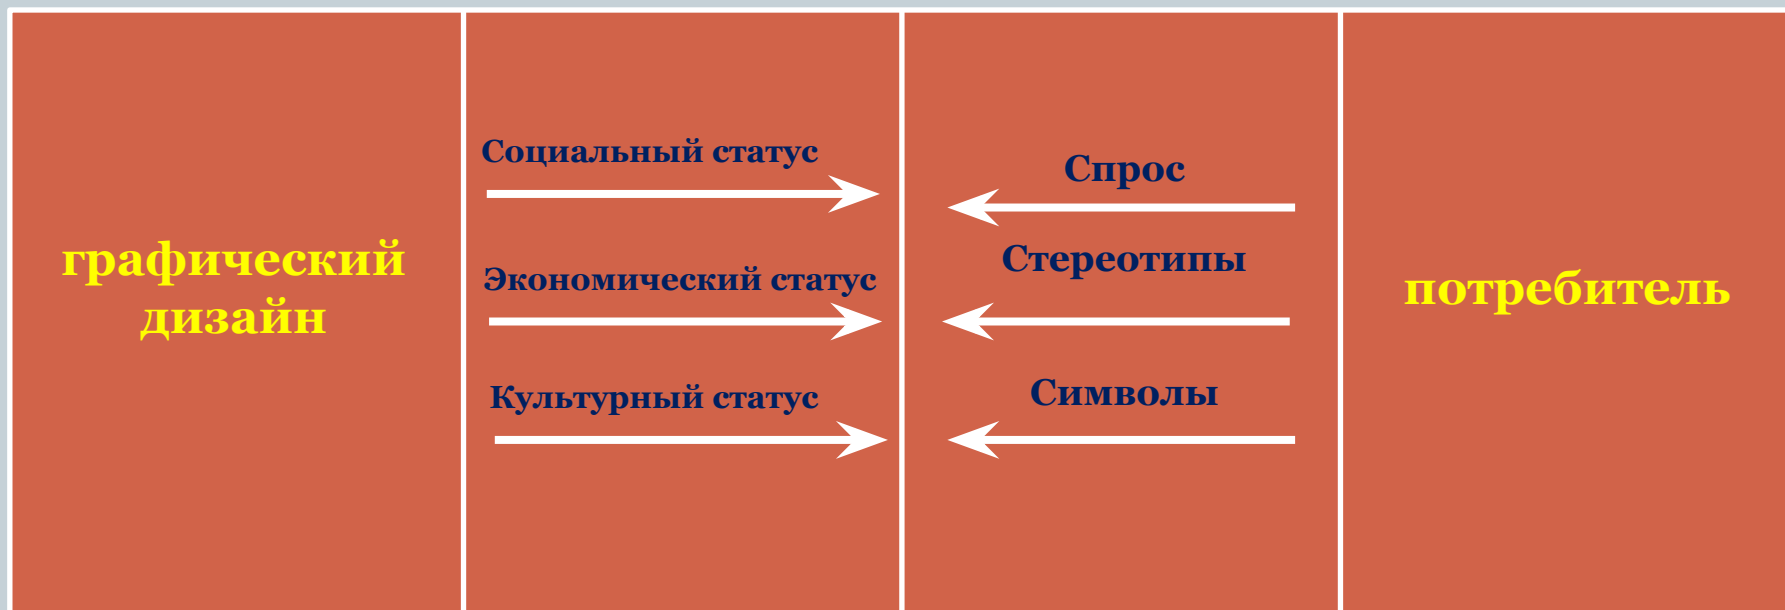 графический
дизайн
Социальный статус
Экономический статус
Культурный статус
Спрос
Стереотипы
Символы
потребитель